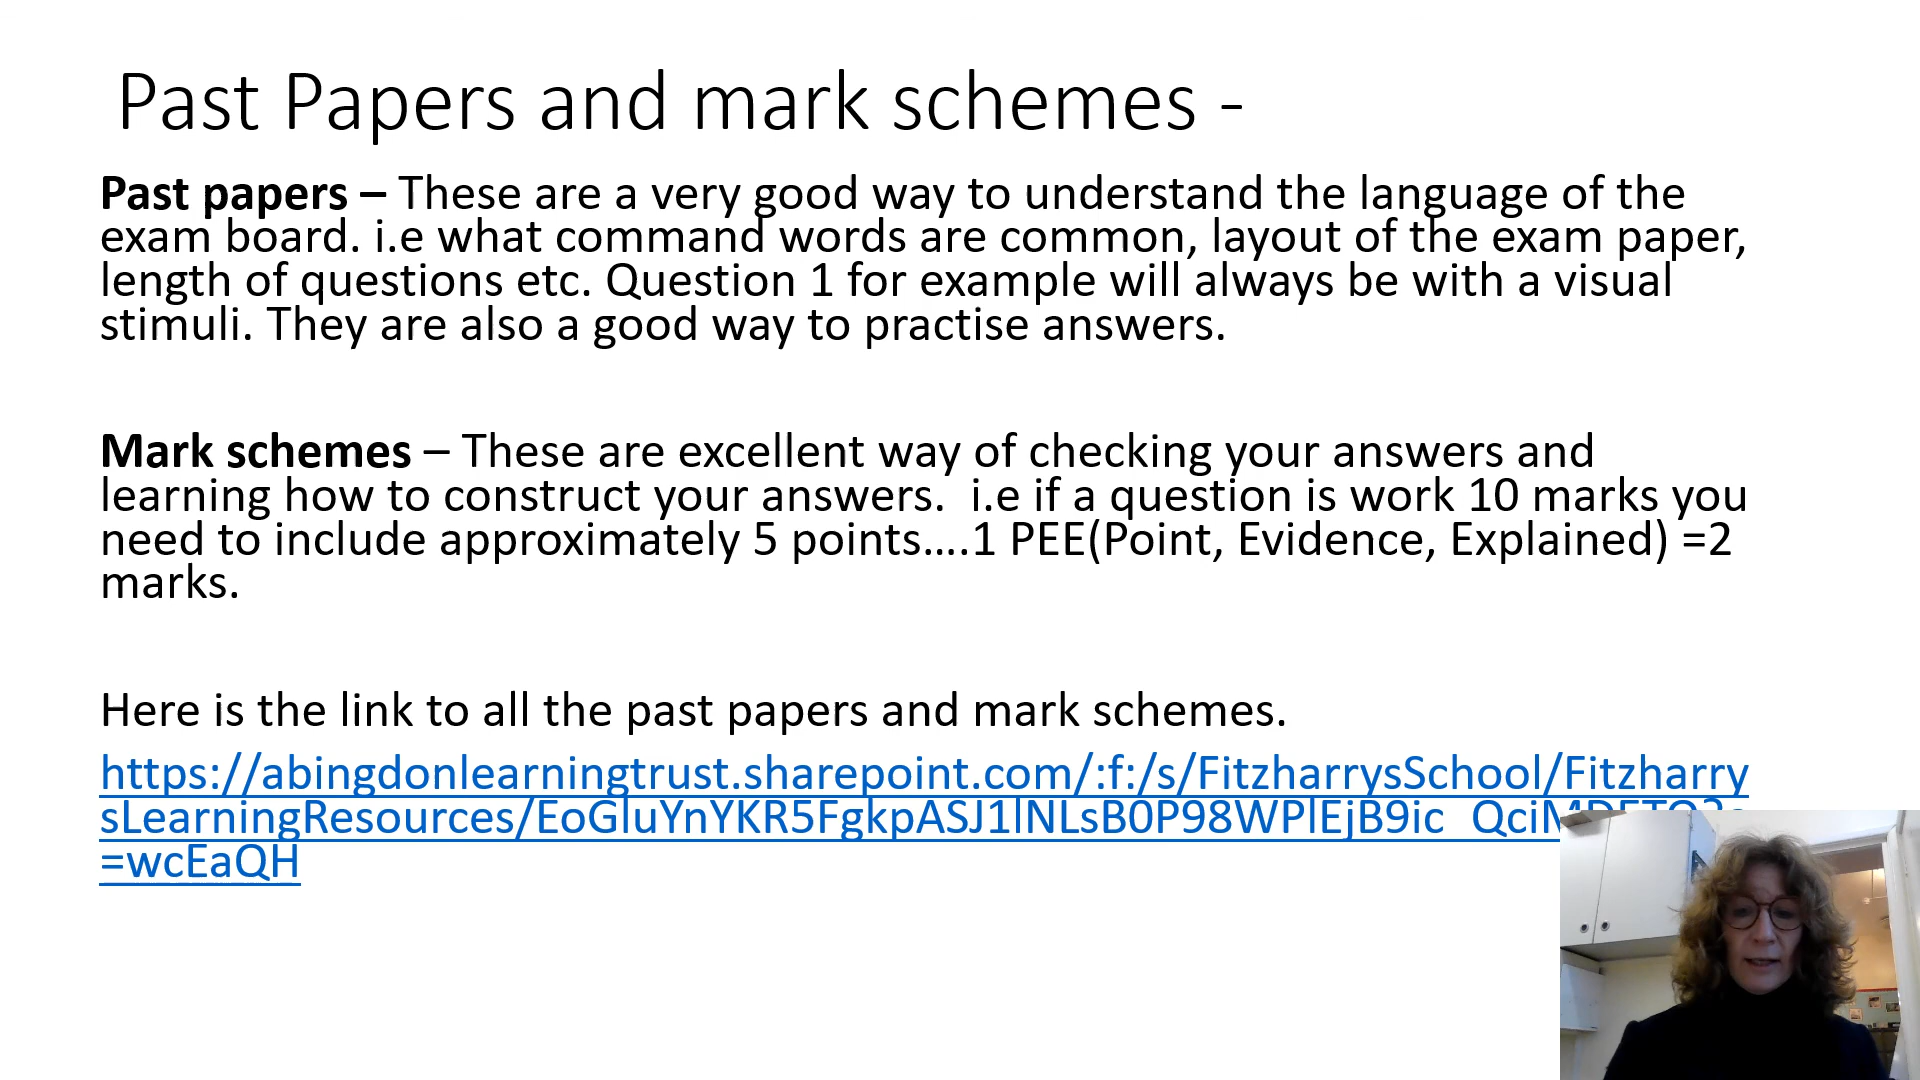 Past Papers and mark schemes -
Past papers – These are a very good way to understand the language of the
exam board. i.e what command words are common, layout of the exam paper,
length of questions etc. Question 1 for example will always be with a visual
stimuli. They are also a good way to practise answers.
Mark schemes – These are excellent way of checking your answers and
learning how to construct your answers.  i.e if a question is work 10 marks you
need to include approximately 5 points….1 PEE(Point, Evidence, Explained) =2
marks.
Here is the link to all the past papers and mark schemes.
https://abingdonlearningtrust.sharepoint.com/:f:/s/FitzharrysSchool/Fitzharry
sLearningResources/EoGluYnYKR5FgkpASJ1lNLsB0P98WPlEjB9ic_Qci
=wcEaQH